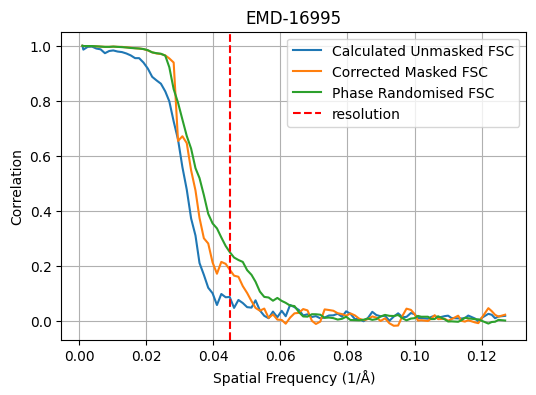 EMD-16995
Calculated Unmasked FSC
Corrected Masked FSC
Phase Randomised FSC
resolution
Correlation
1.0
0.8
0.6
0.4
0.2
0.0
0.00 0.02 0.04 0.06 0.08 0.10 0.12
Spatial Frequency (1/Å)